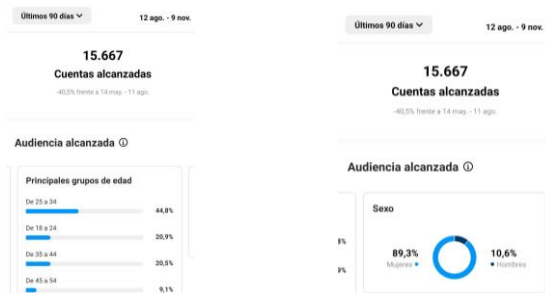 Últimos 90 días
12 ago. - 9 nov.
15.667
Cuentas alcanzadas
-40,5% frente a 14 may. - 11 ago.
Audiencia alcanzada
Principales grupos de edad
De 25 a 34
44,8%
De 18 a 24
20,9%
De 35 a 44
20,5%
De 45 a 54
9,1%
Últimos 90 días
12 ago. - 9 nov.
15.667
Cuentas alcanzadas
-40,5% frente a 14 may. - 11 ago.
Audiencia alcanzada
Sexo
89,3%
Mujeres
10,6%
Hombres